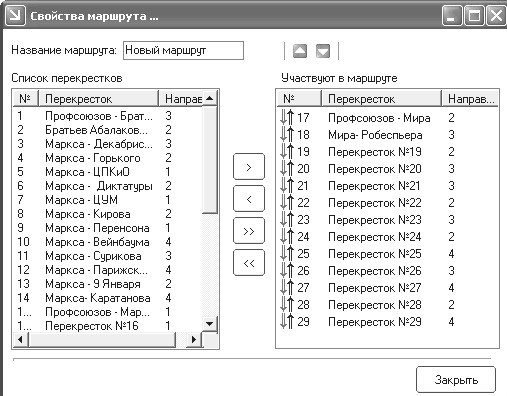 Свойства маршрута ...
Название маршрута: Новый маршрут
Список перекрестков
№ Перекресток Направ...
1 Профсоюзов - Брат... 3
2 Братьев Абалаков... 2
3 Маркса - Декабрис... 3
4 Маркса - Горького 2
5 Маркса - ЦПКиО 1
6 Маркса - Диктатуры 2
7 Маркса - ЦУМ 1
8 Маркса - Кирова 2
9 Маркса - Перенсона 1
10 Маркса - Вейнбаума 4
11 Маркса - Сурикова 3
12 Маркса - Парижск... 4
13 Маркса - 9 Января 2
14 Маркса- Каратанова 4
1... Профсоюзов - Мар... 1
1... Перекресток №16 1
>
<
>>
<<
Участвуют в маршруте
№ Перекресток Направ...
17 Профсоюзов - Мира 2
18 Мира- Робеспьера 3
19 Перекресток №19 2
20 Перекресток №20 3
21 Перекресток №21 3
22 Перекресток №22 2
23 Перекресток №23 3
24 Перекресток №24 2
25 Перекресток №25 4
26 Перекресток №26 3
27 Перекресток №27 4
28 Перекресток №28 2
29 Перекресток №29 4
Закрыть